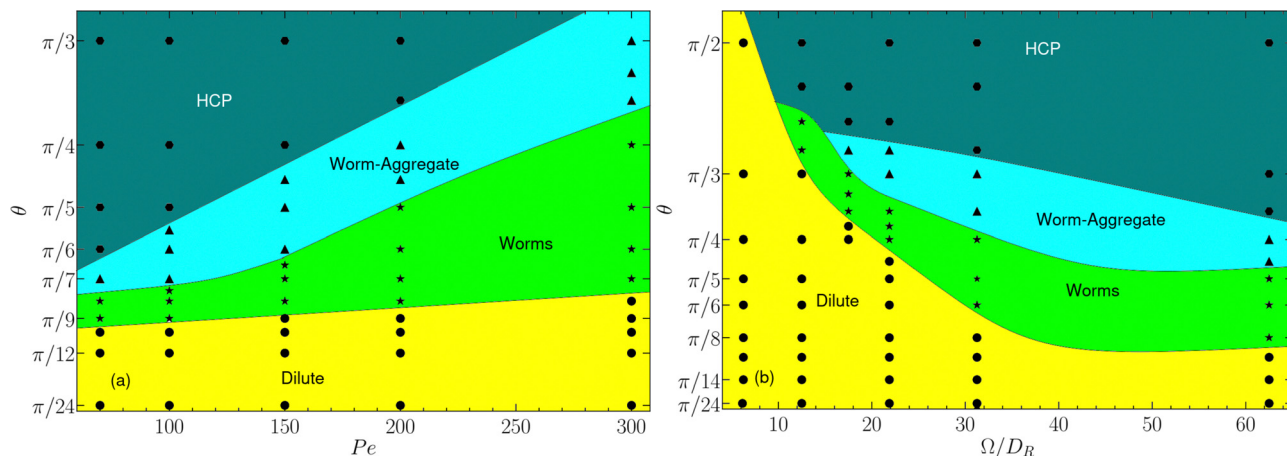 π/3
π/4
π/5
π/6
π/7
π/9
π/12
π/24
θ
HCP
Worm-Aggregate
Worms
Dilute
(a)
100
150
200
250
300
Pe
π/2
π/3
π/4
π/5
π/6
π/8
π/14
π/24
θ
HCP
Worm-Aggregate
Worms
Dilute
(b)
10
20
30
40
50
60
Ω/D_R